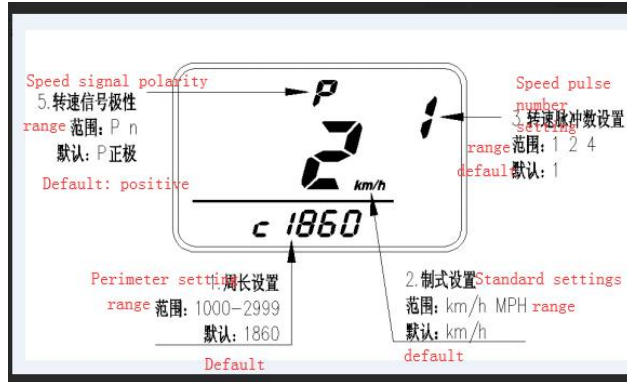 Speed signal polarity
5.转速信号极性
range 范围: P n
默认: P正极
Default: positive
P
1
2
km/h
c 1860
Speed pulse
number
setting
3.转速脉冲数设置
range 范围: 1 2 4
default 默认: 1
Perimeter setting
1.周长设置
range 范围: 1000-2999
默认: 1860
Default
2.制式设置 Standard settings
范围: km/h MPH range
默认: km/h
default